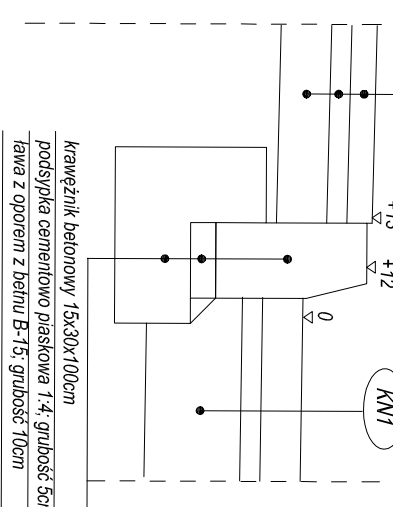 +13
+12
0
KN1
krawężnik betonowy 15x30x100cm
podsypka cementowo piaskowa 1:4; grubość 5cm
ława z oporem z betnu B-15; grubość 10cm